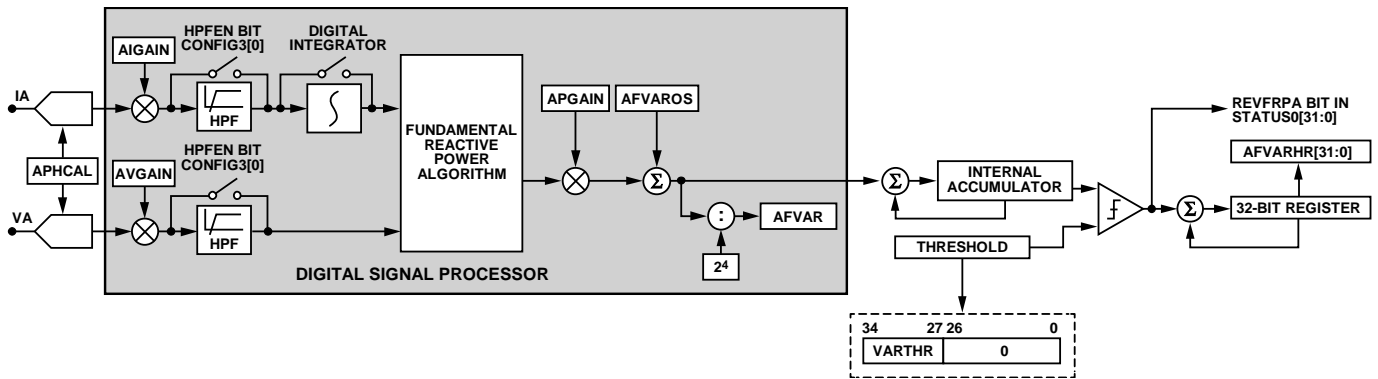 HPFEN BIT
CONFIG3[0]
DIGITAL
INTEGRATOR
AIGAIN
IA
HPF
APHCAL
HPFEN BIT
CONFIG3[0]
AVGAIN
VA
HPF
FUNDAMENTAL
REACTIVE
POWER
ALGORITHM
APGAIN
AFVAROS
Σ
:
AFVAR
24
DIGITAL SIGNAL PROCESSOR
Σ
INTERNAL
ACCUMULATOR
THRESHOLD
REVFRPA BIT IN
STATUS0[31:0]
AFVARHR[31:0]
Σ
32-BIT REGISTER
34 27 26 0
VARTHR 0